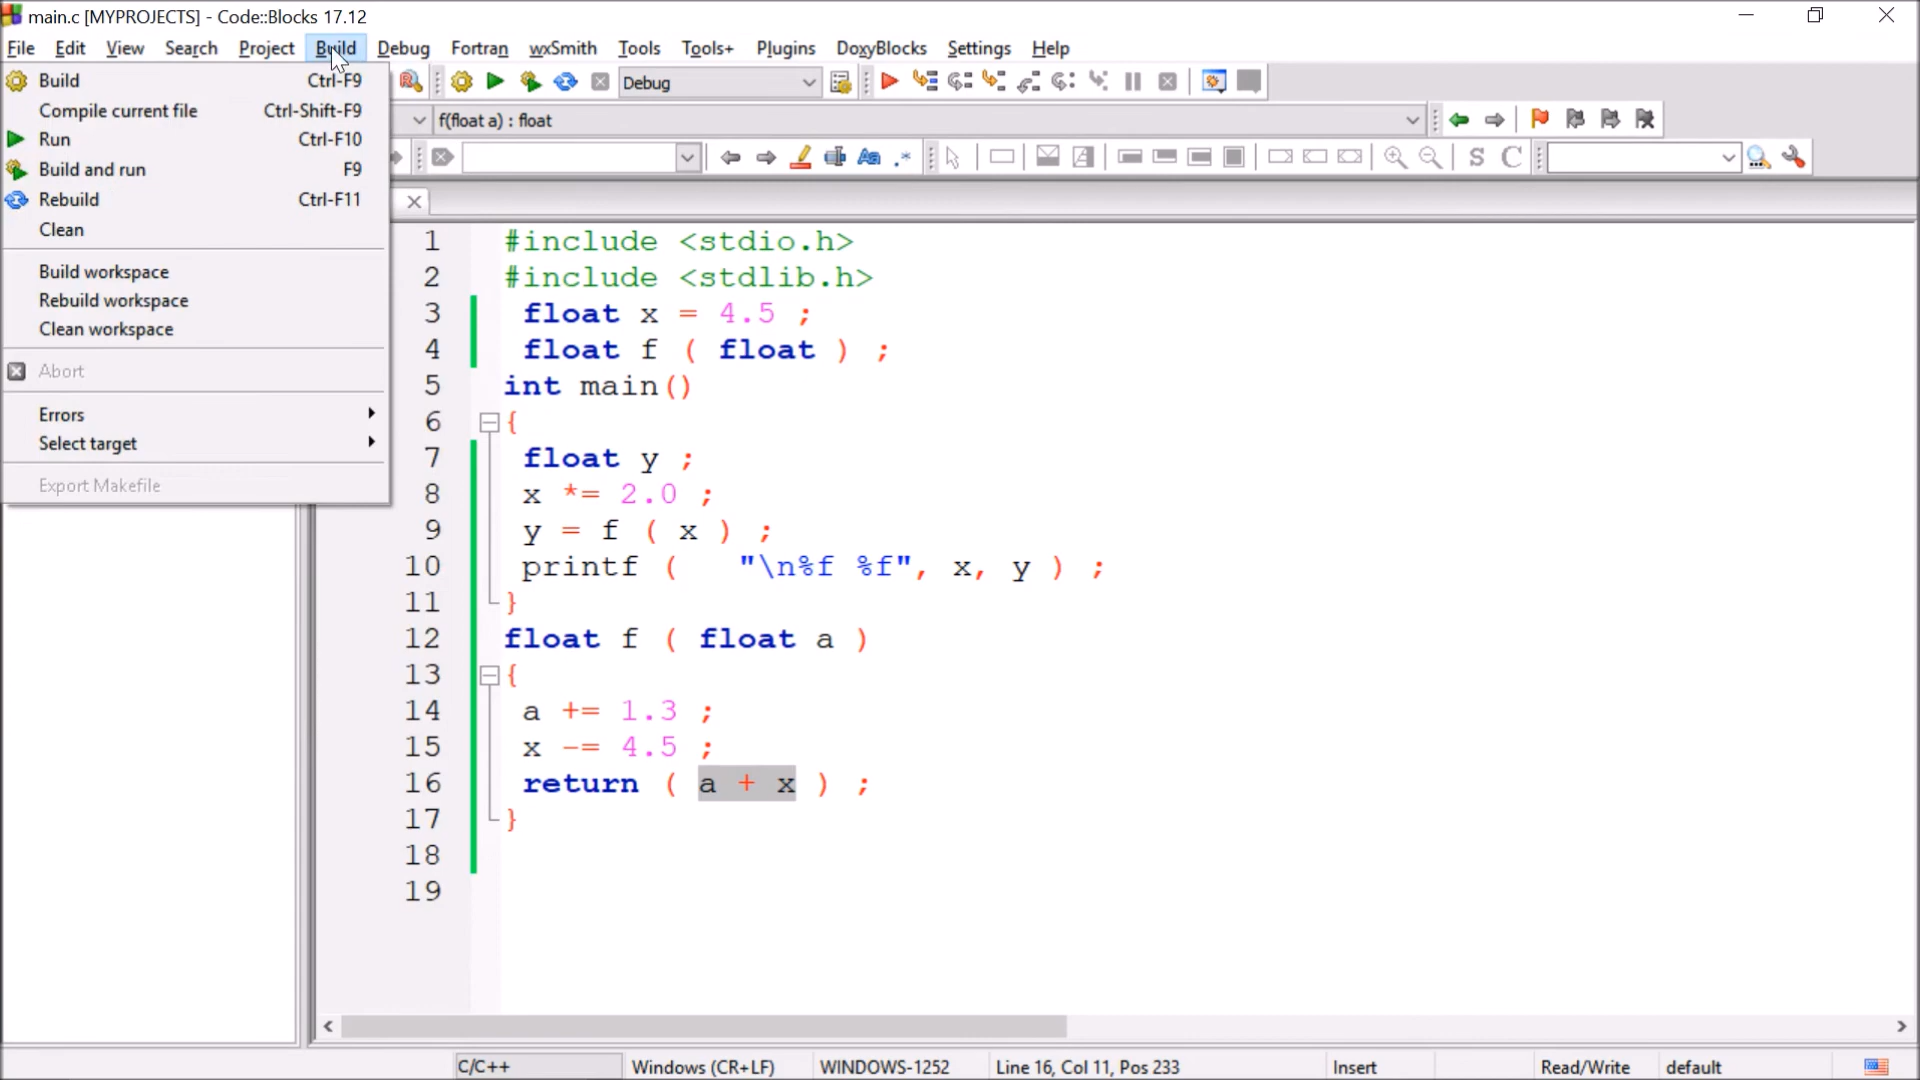 main.c [MYPROJECTS] - Code::Blocks 17.12
File Edit View Search Project Build Debug Fortran wxSmith Tools Tools+ Plugins DoxyBlocks Settings Help
Build Ctrl-F9
Compile current file Ctrl-Shift-F9
Run Ctrl-F10
Build and run F9
Rebuild Ctrl-F11
Clean
Build workspace
Rebuild workspace
Clean workspace
Abort
Errors
Select target
Export Makefile
Debug
f(float a) : float
Aa .* S C
1 #include <stdio.h>
2 #include <stdlib.h>
3 float x = 4.5 ;
4 float f ( float ) ;
5 int main()
6 {
7 float y ;
8 x *= 2.0 ;
9 y = f ( x ) ;
10 printf ( "\n%f %f", x, y ) ;
11 }
12 float f ( float a )
13 {
14 a += 1.3 ;
15 x -= 4.5 ;
16 return ( a + x ) ;
17 }
18
19
C/C++ Windows (CR+LF) WINDOWS-1252 Line 16, Col 11, Pos 233 Insert Read/Write default